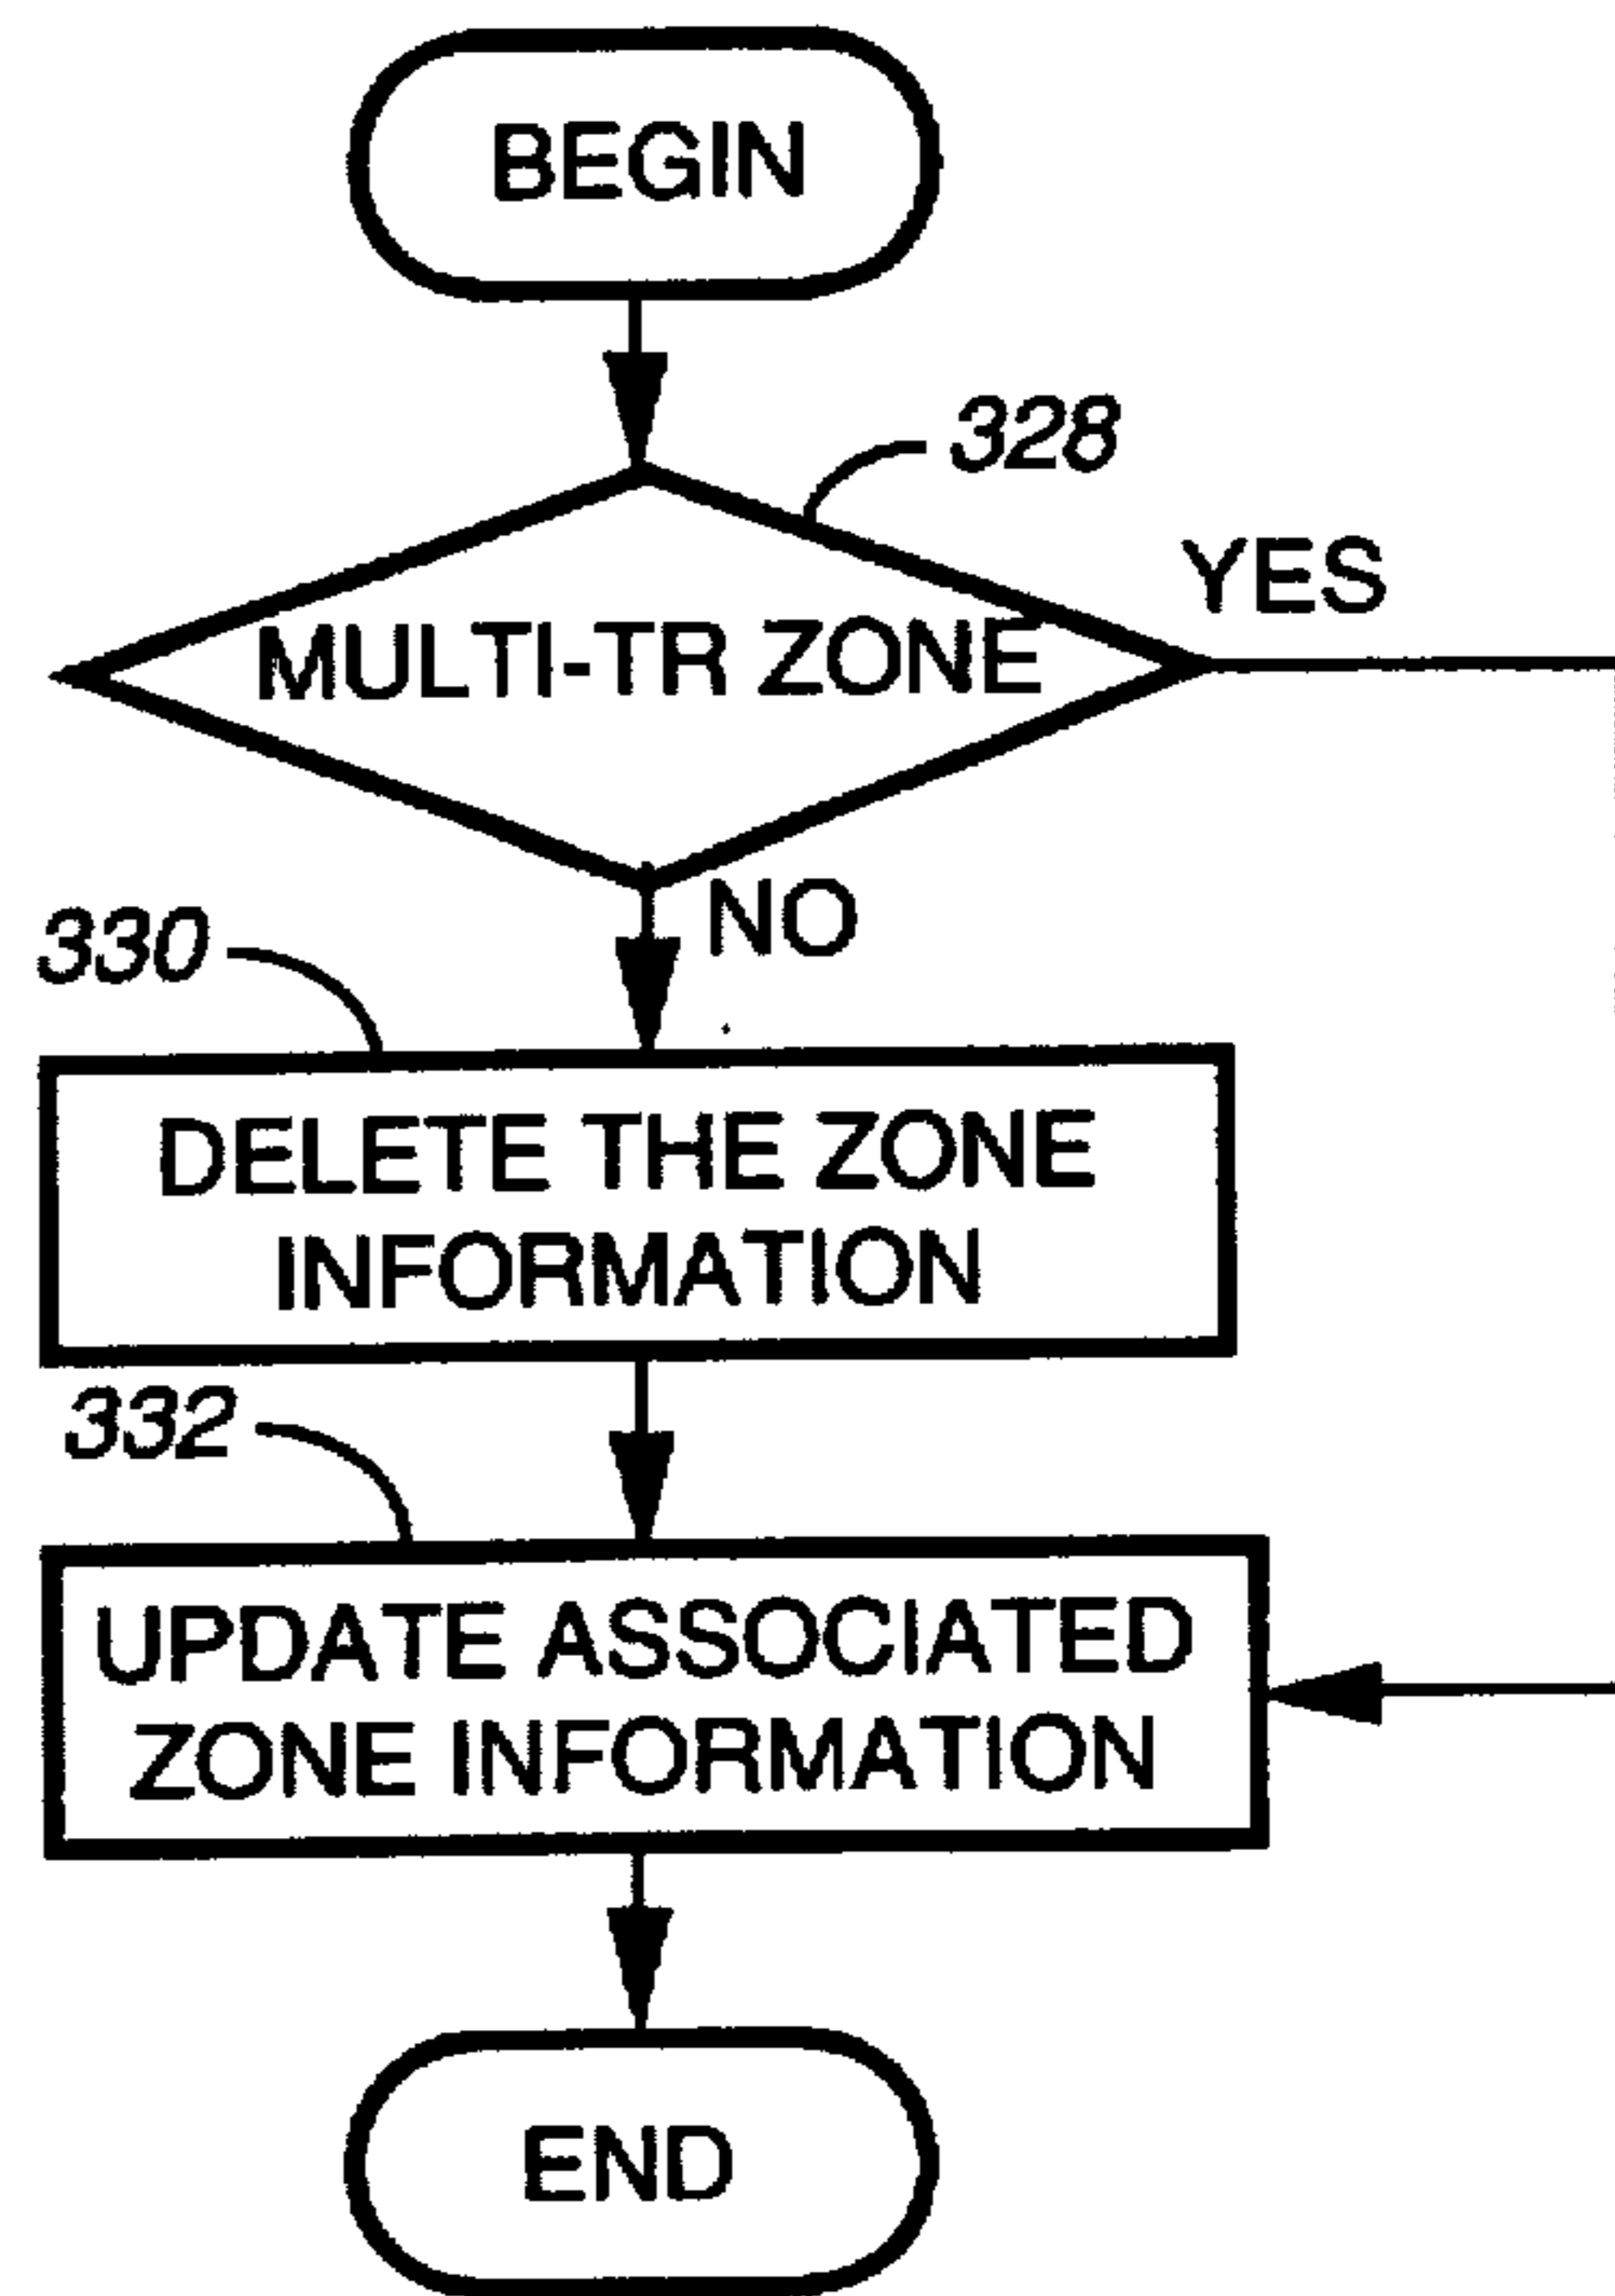 BEGIN
328
YES
MULTI-TR ZONE
NO
330
DELETE THE ZONE
INFORMATION
332
UPDATE ASSOCIATED
ZONE INFORMATION
END